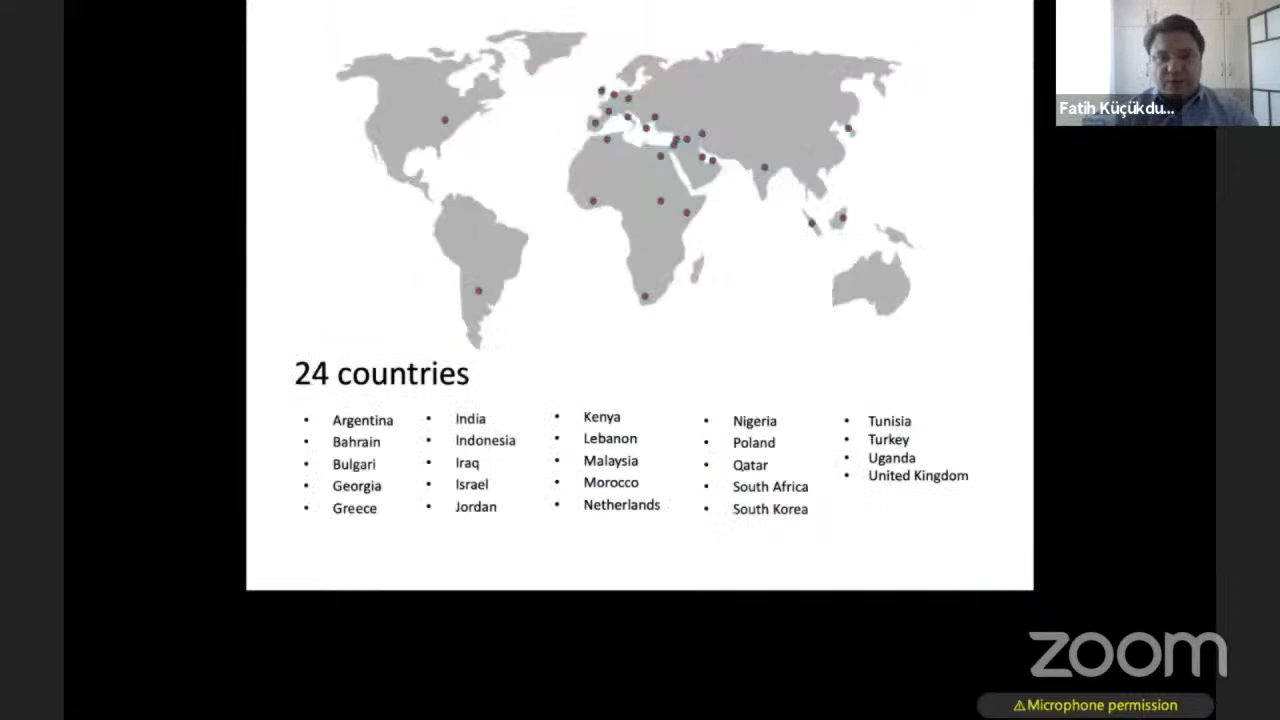 Fatih Küçükdu...
24 countries
• Argentina
• Bahrain
• Bulgari
• Georgia
• Greece
• India
• Indonesia
• Iraq
• Israel
• Jordan
• Kenya
• Lebanon
• Malaysia
• Morocco
• Netherlands
• Nigeria
• Poland
• Qatar
• South Africa
• South Korea
• Tunisia
• Turkey
• Uganda
• United Kingdom
zoom
⚠Microphone permission